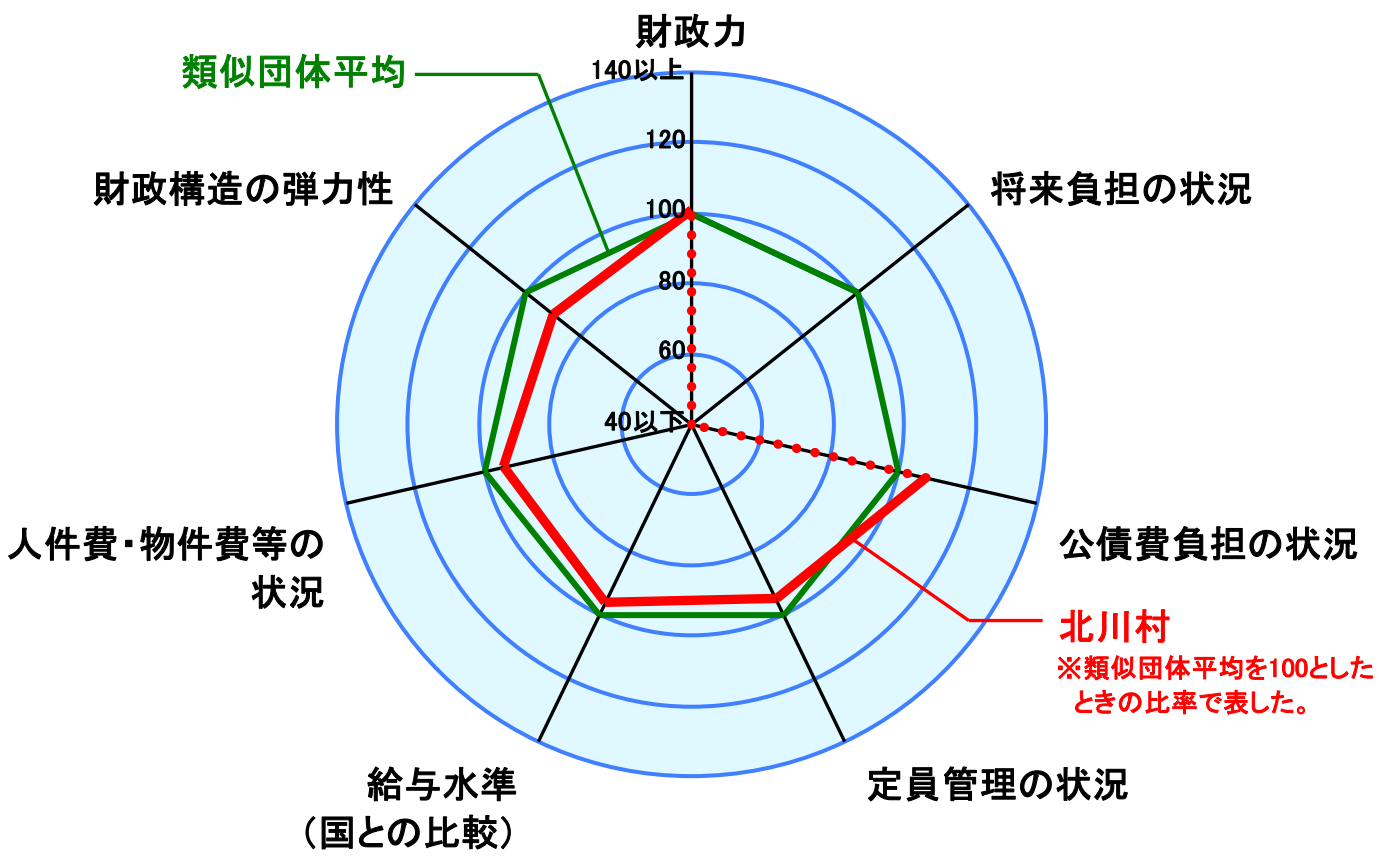 財政力
類似団体平均
140以上
120
財政構造の弾力性
将来負担の状況
100
80
60
40以下
人件費・物件費等の
状況
公債費負担の状況
北川村
※類似団体平均を100とした
ときの比率で表した。
給与水準
（国との比較）
定員管理の状況